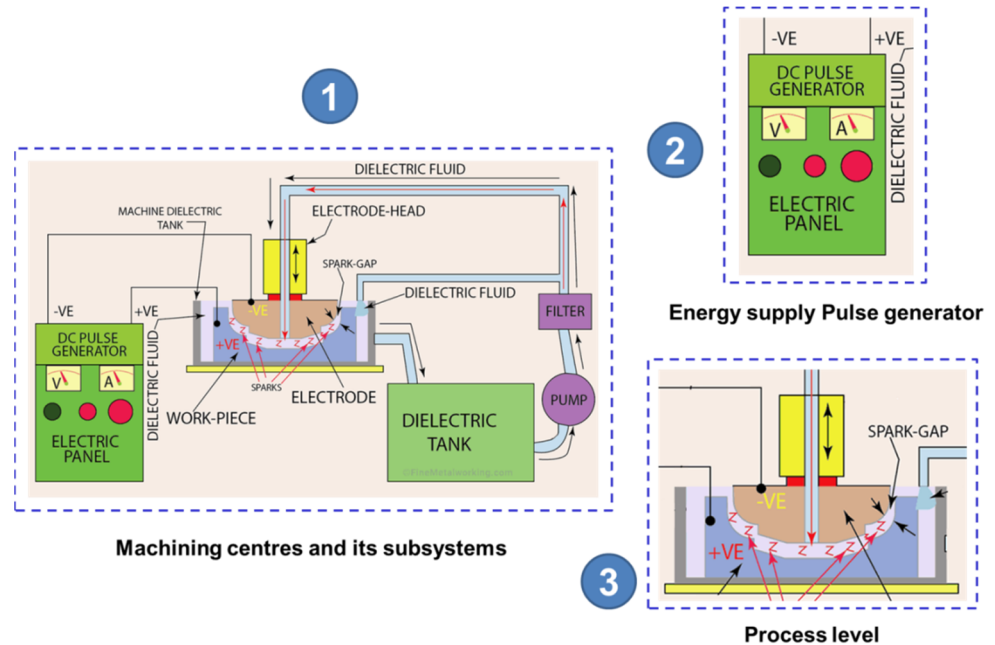 1
DIELECTRIC FLUID
MACHINE DIELECTRIC
TANK
ELECTRODE-HEAD
SPARK-GAP
DIELECTRIC FLUID
-VE
+VE
-VE
+VE
FILTER
DC PULSE
GENERATOR
V
A
DIELECTRIC FLUID
SPARKS
WORK-PIECE
ELECTRODE
ELECTRIC
PANEL
DIELECTRIC
TANK
PUMP
©FineMetalworking.com
Machining centres and its subsystems
2
-VE
+VE
DC PULSE
GENERATOR
V
A
DIELECTRIC FLUID
ELECTRIC
PANEL
Energy supply Pulse generator
3
SPARK-GAP
-VE
+VE
Process level